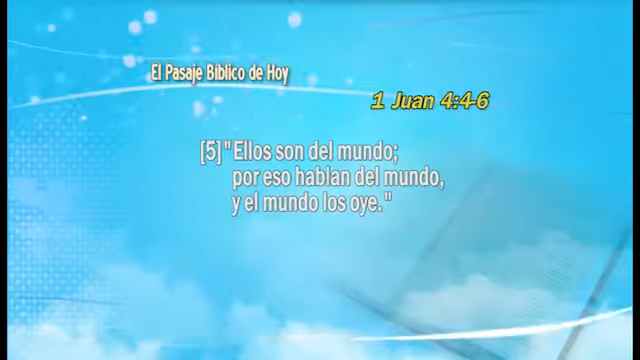 El Pasaje Bíblico de Hoy
1 Juan 4:4-6
[5]"Ellos son del mundo;
por eso hablan del mundo,
y el mundo los oye."